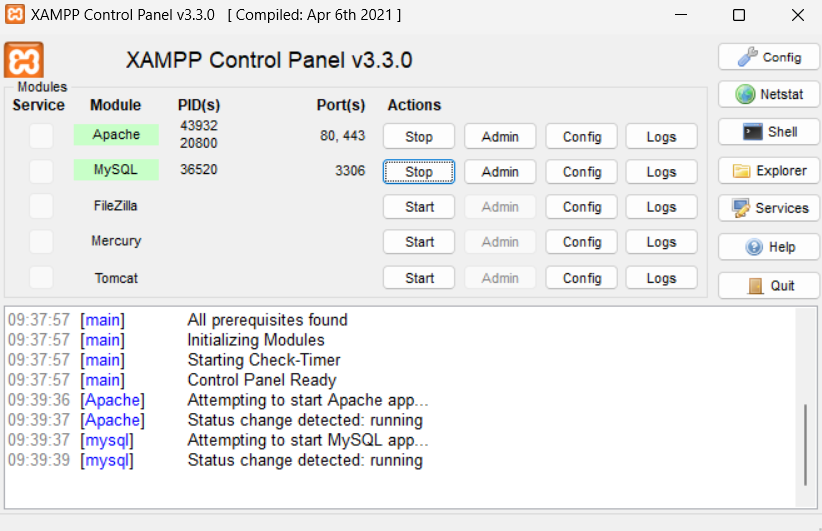 XAMPP Control Panel v3.3.0 [ Compiled: Apr 6th 2021 ]
XAMPP Control Panel v3.3.0
Config
Modules
Service Module PID(s) Port(s) Actions
Netstat
Apache 43932 20800 80, 443 Stop Admin Config Logs
Shell
MySQL 36520 3306 Stop Admin Config Logs
Explorer
FileZilla Start Admin Config Logs
Services
Mercury Start Admin Config Logs
Help
Tomcat Start Admin Config Logs
Quit
09:37:57 [main] All prerequisites found
09:37:57 [main] Initializing Modules
09:37:57 [main] Starting Check-Timer
09:37:57 [main] Control Panel Ready
09:39:36 [Apache] Attempting to start Apache app...
09:39:37 [Apache] Status change detected: running
09:39:37 [mysql] Attempting to start MySQL app...
09:39:39 [mysql] Status change detected: running